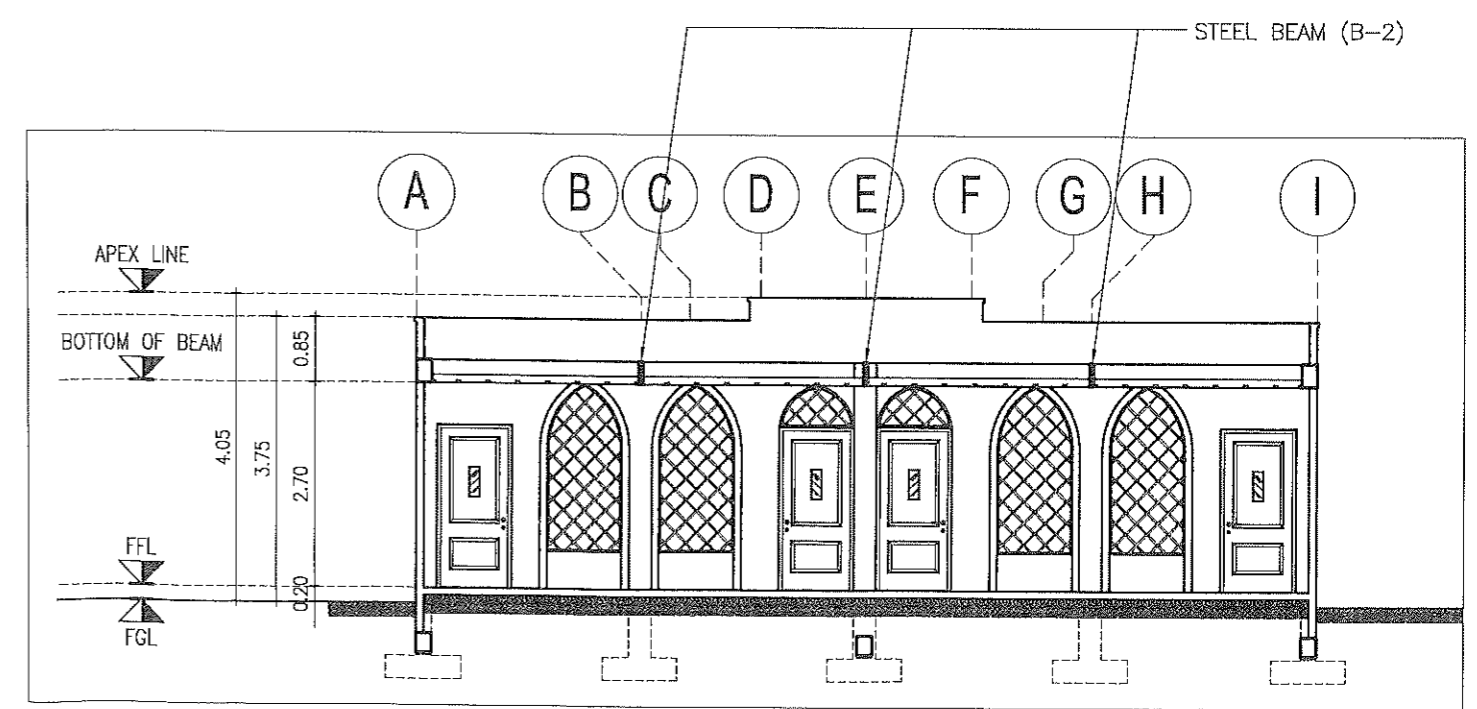 STEEL BEAM (B-2)
A B C D E F G H I
APEX LINE
BOTTOM OF BEAM
0.85
4.05
3.75
2.70
FFL
0.20
FGL